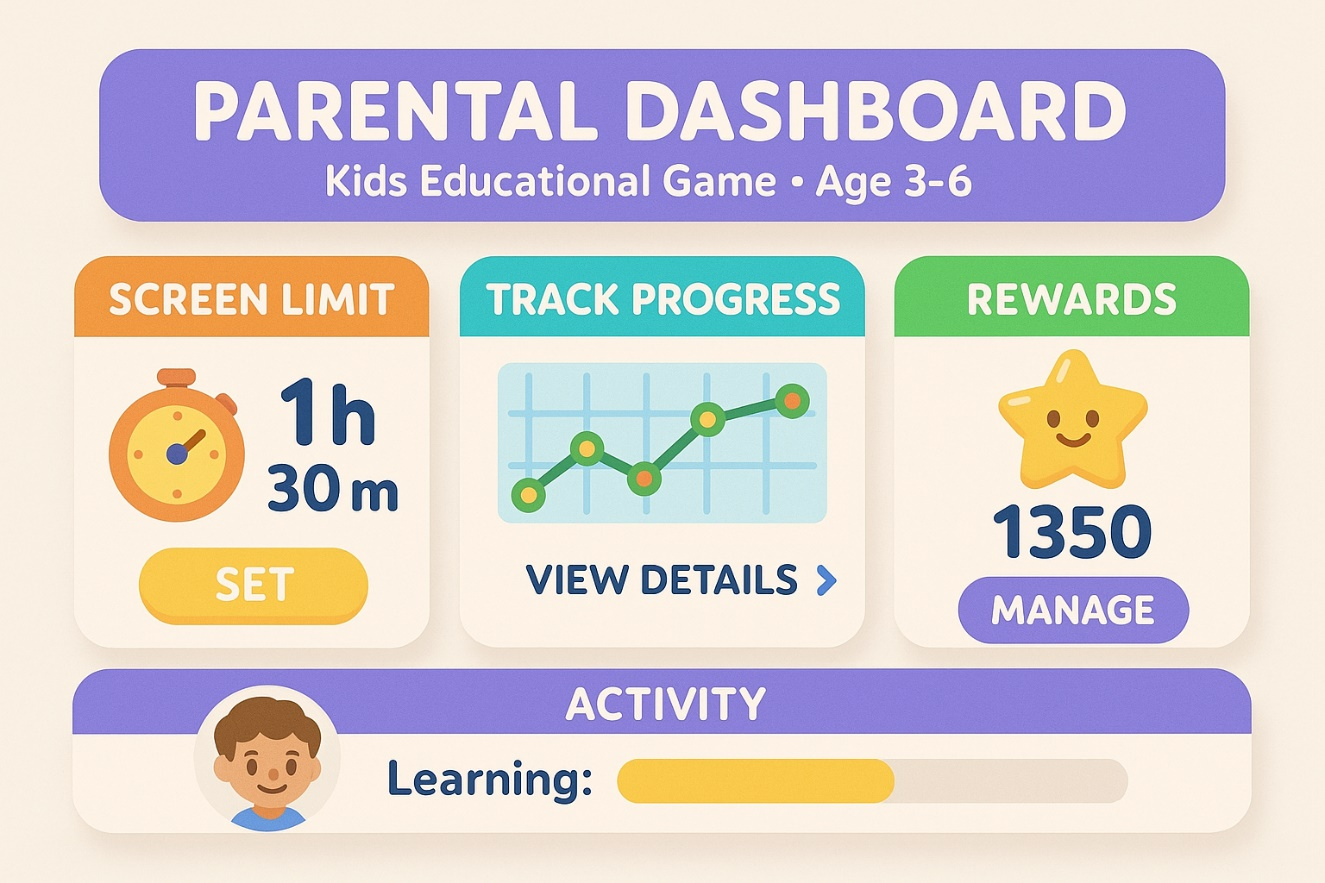 PARENTAL DASHBOARD
Kids Educational Game • Age 3-6
SCREEN LIMIT
1h
30m
SET
TRACK PROGRESS
VIEW DETAILS >
REWARDS
1350
MANAGE
ACTIVITY
Learning: